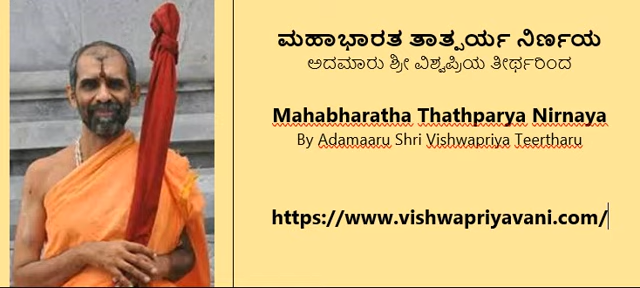 ಮಹಾಭಾರತ ತಾತ್ಪರ್ಯ ನಿರ್ಣಯ
ಅದಮಾರು ಶ್ರೀ ವಿಶ್ವಪ್ರಿಯ ತೀರ್ಥರಿಂದ
Mahabharatha Thathparya Nirnaya
By Adamaaru Shri Vishwapriya Teertharu
https://www.vishwapriyavani.com/